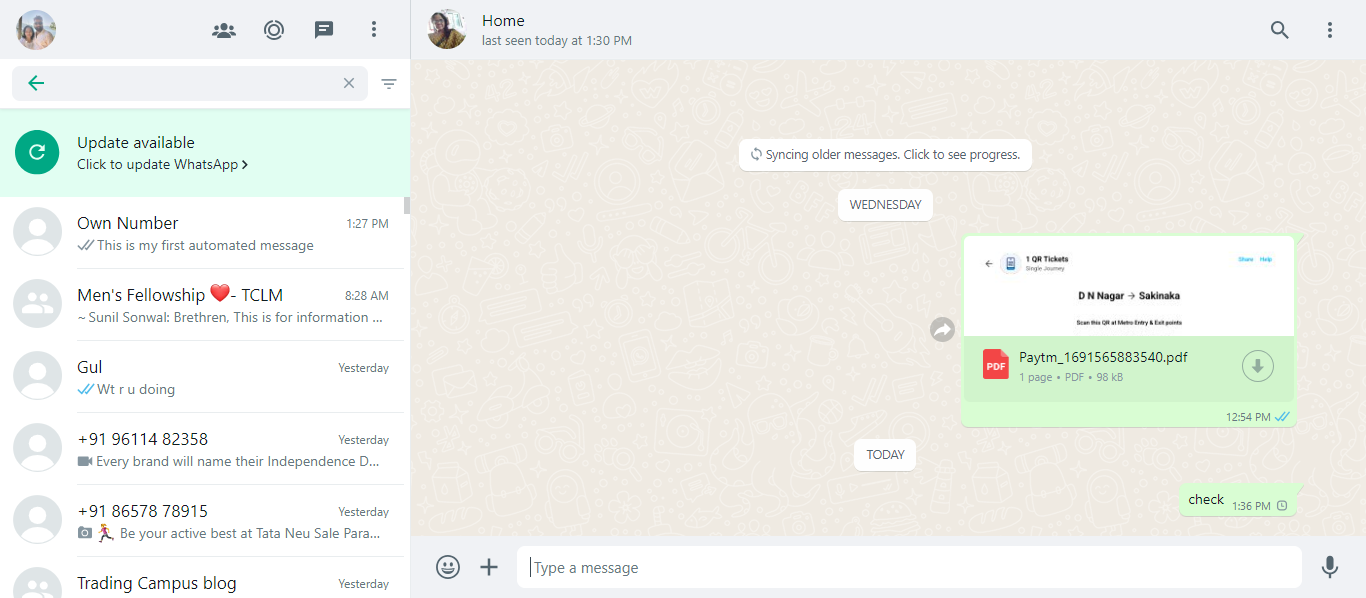 Update available
Click to update WhatsApp
Own Number
1:27 PM
This is my first automated message
Men's Fellowship ❤️- TCLM
8:28 AM
~ Sunil Sonwal: Brethren, This is for information ...
Gul
Yesterday
Wt r u doing
+91 96114 82358
Yesterday
Every brand will name their Independence D...
+91 86578 78915
Yesterday
🏃‍♀️ Be your active best at Tata Neu Sale Para...
Trading Campus blog
Yesterday
Home
last seen today at 1:30 PM
Syncing older messages. Click to see progress.
WEDNESDAY
1 QR Tickets
Single Journey
Share Help
D N Nagar → Sakinaka
Scan this QR at Metro Entry & Exit points
PDF
Paytm_1691565883540.pdf
1 page • PDF • 98 kB
12:54 PM
TODAY
check
1:36 PM
Type a message